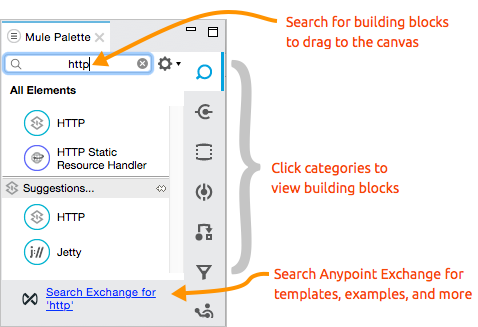 Mule Palette
http
All Elements
HTTP
HTTP Static
Resource Handler
Suggestions...
HTTP
j:// Jetty
Search Exchange for
'http'
Search for building blocks
to drag to the canvas
Click categories to
view building blocks
Search Anypoint Exchange for
templates, examples, and more